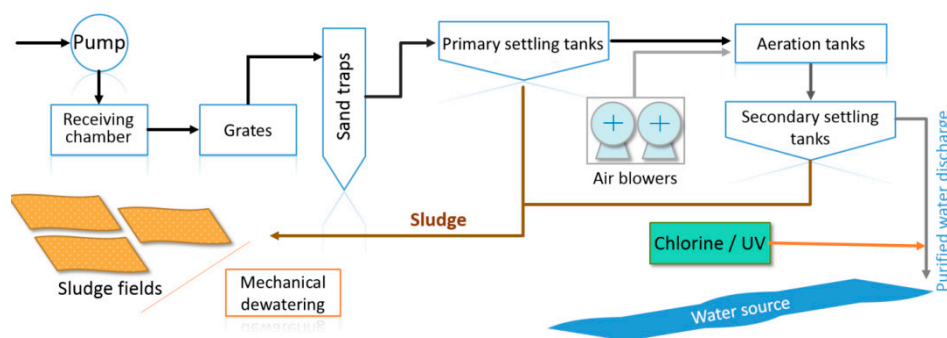 Pump
Receiving
chamber
Grates
Sand traps
Primary settling tanks
Aeration tanks
Secondary settling
tanks
Air blowers
Purified water discharge
Sludge
Chlorine / UV
Sludge fields
Mechanical
dewatering
Water source